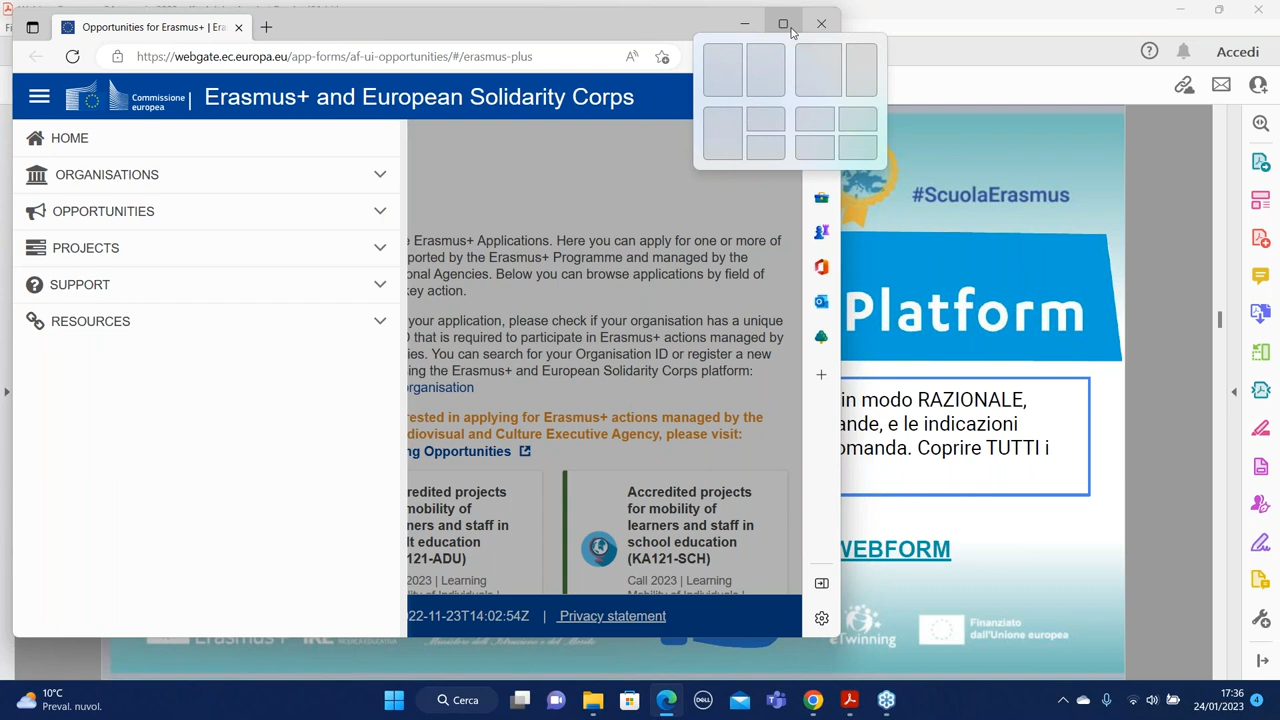 Opportunities for Erasmus+ | Era
https://webgate.ec.europa.eu/app-forms/af-ui-opportunities/#/erasmus-plus
Accedi
Commissione
europea
Erasmus+ and European Solidarity Corps
HOME
ORGANISATIONS
OPPORTUNITIES
PROJECTS
SUPPORT
RESOURCES
e Erasmus+ Applications. Here you can apply for one or more of
ported by the Erasmus+ Programme and managed by the
onal Agencies. Below you can browse applications by field of
key action.
your application, please check if your organisation has a unique
D that is required to participate in Erasmus+ actions managed by
ies. You can search for your Organisation ID or register a new
sing the Erasmus+ and European Solidarity Corps platform:
organisation
rested in applying for Erasmus+ actions managed by the
diovisual and Culture Executive Agency, please visit:
ng Opportunities
redited projects
mobility of
rners and staff in
lt education
121-ADU)
Call 2023 | Learning
Accredited projects
for mobility of
learners and staff in
school education
(KA121-SCH)
Call 2023 | Learning
Mobility of Individuals |
22-11-23T14:02:54Z | Privacy statement
#ScuolaErasmus
Platform
in modo RAZIONALE,
ande, e le indicazioni
omanda. Coprire TUTTI i
WEBFORM
eTwinning
Finanziato
dall'Unione europea
10°C
Preval. nuvol.
Cerca
DELL
17:36
24/01/2023